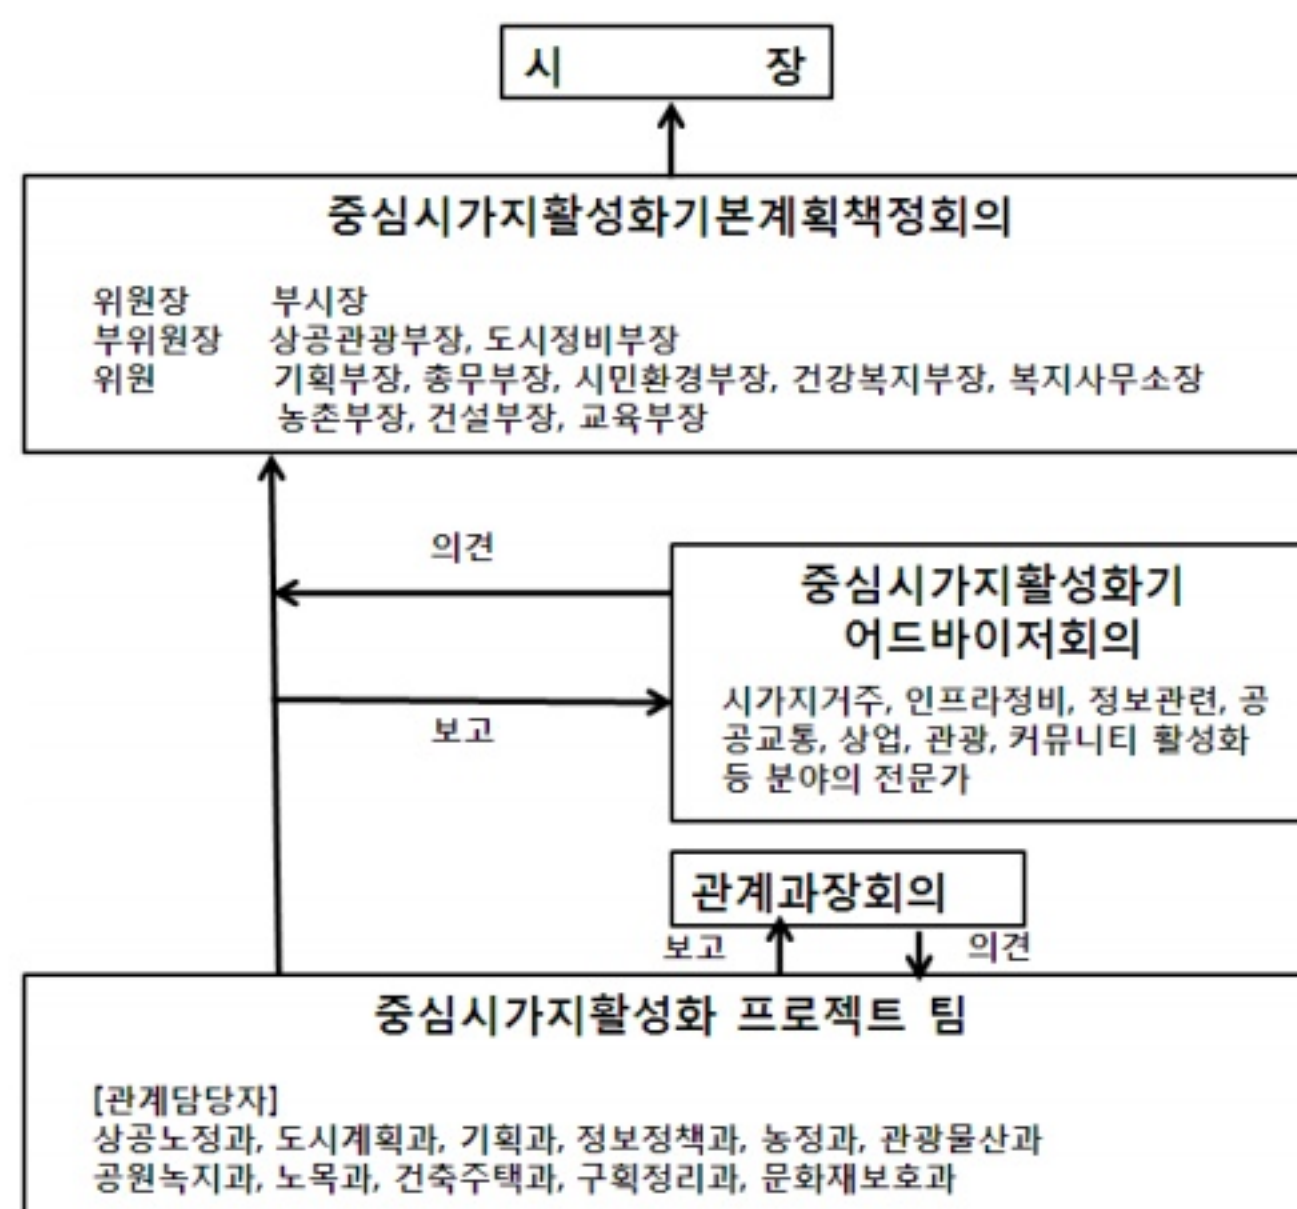 시 장
중심시가지활성화기본계획책정회의
위원장 부시장
부위원장 상공관광부장, 도시정비부장
위원 기획부장, 총무부장, 시민환경부장, 건강복지부장, 복지사무소장
농촌부장, 건설부장, 교육부장
의견
중심시가지활성화기
어드바이저회의
시가지거주, 인프라정비, 정보관련, 공
공교통, 상업, 관광, 커뮤니티 활성화
등 분야의 전문가
보고
관계과장회의
보고 의견
중심시가지활성화 프로젝트 팀
[관계담당자]
상공노정과, 도시계획과, 기획과, 정보정책과, 농정과, 관광물산과
공원녹지과, 노목과, 건축주택과, 구획정리과, 문화재보호과